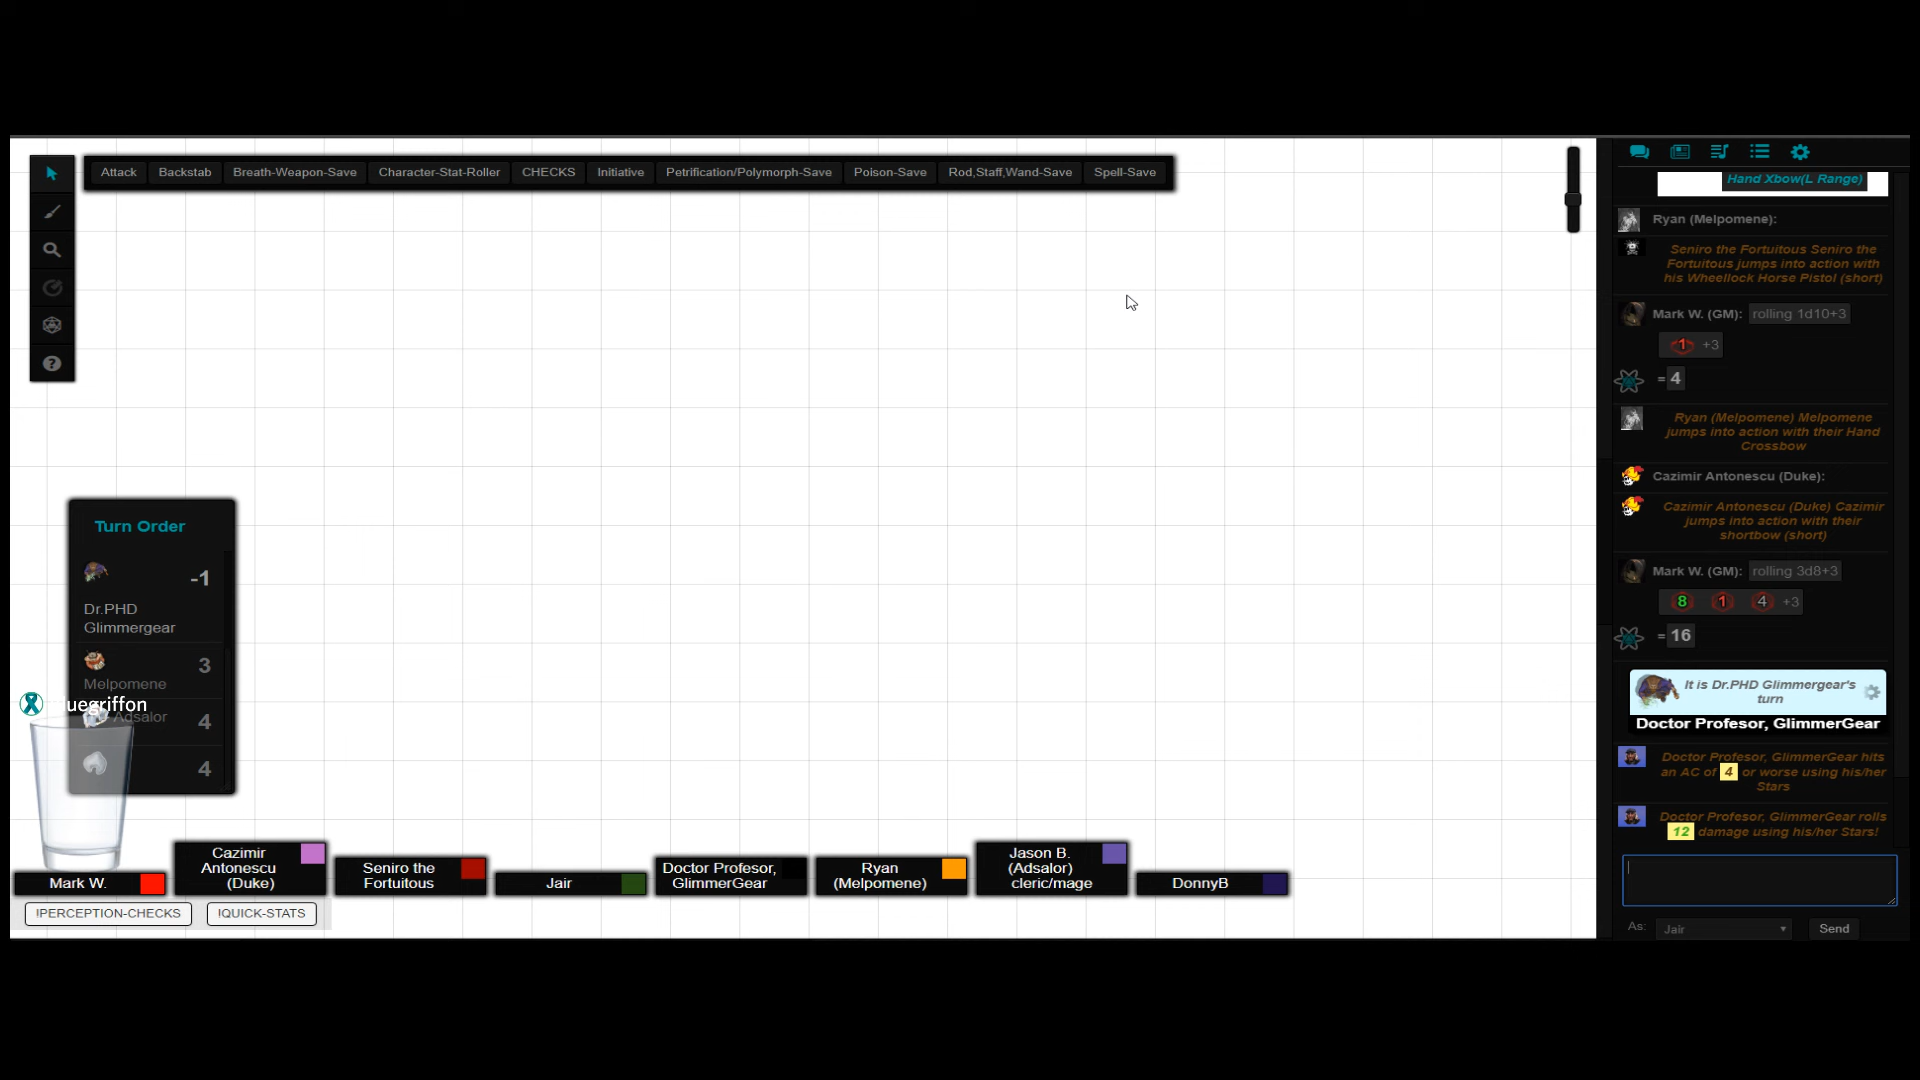 Attack Backstab Breath-Weapon-Save Character-Stat-Roller CHECKS Initiative Petrification/Polymorph-Save Poison-Save Rod,Staff,Wand-Save Spell-Save
Turn Order
-1
Dr.PHD
Glimmergear
3
Melpomene
Adsalor
4
4
uegriffon
Mark W.
Cazimir
Antonescu
(Duke)
Seniro the
Fortuitous
Jair
Doctor Profesor,
GlimmerGear
Ryan
(Melpomene)
Jason B.
(Adsalor)
cleric/mage
DonnyB
!PERCEPTION-CHECKS !QUICK-STATS
Hand Xbow(L Range)
Ryan (Melpomene):
Seniro the Fortuitous Seniro the
Fortuitous jumps into action with
his Wheellock Horse Pistol (short)
Mark W. (GM): rolling 1d10+3
1 +3
=4
Ryan (Melpomene) Melpomene
jumps into action with their Hand
Crossbow
Cazimir Antonescu (Duke):
Cazimir Antonescu (Duke) Cazimir
jumps into action with their
shortbow (short)
Mark W. (GM): rolling 3d8+3
8 1 4 +3
=16
It is Dr.PHD Glimmergear's
turn
Doctor Profesor, GlimmerGear
Doctor Profesor, GlimmerGear hits
an AC of 4 or worse using his/her
Stars
Doctor Profesor, GlimmerGear rolls
12 damage using his/her Stars!
As: Jair Send